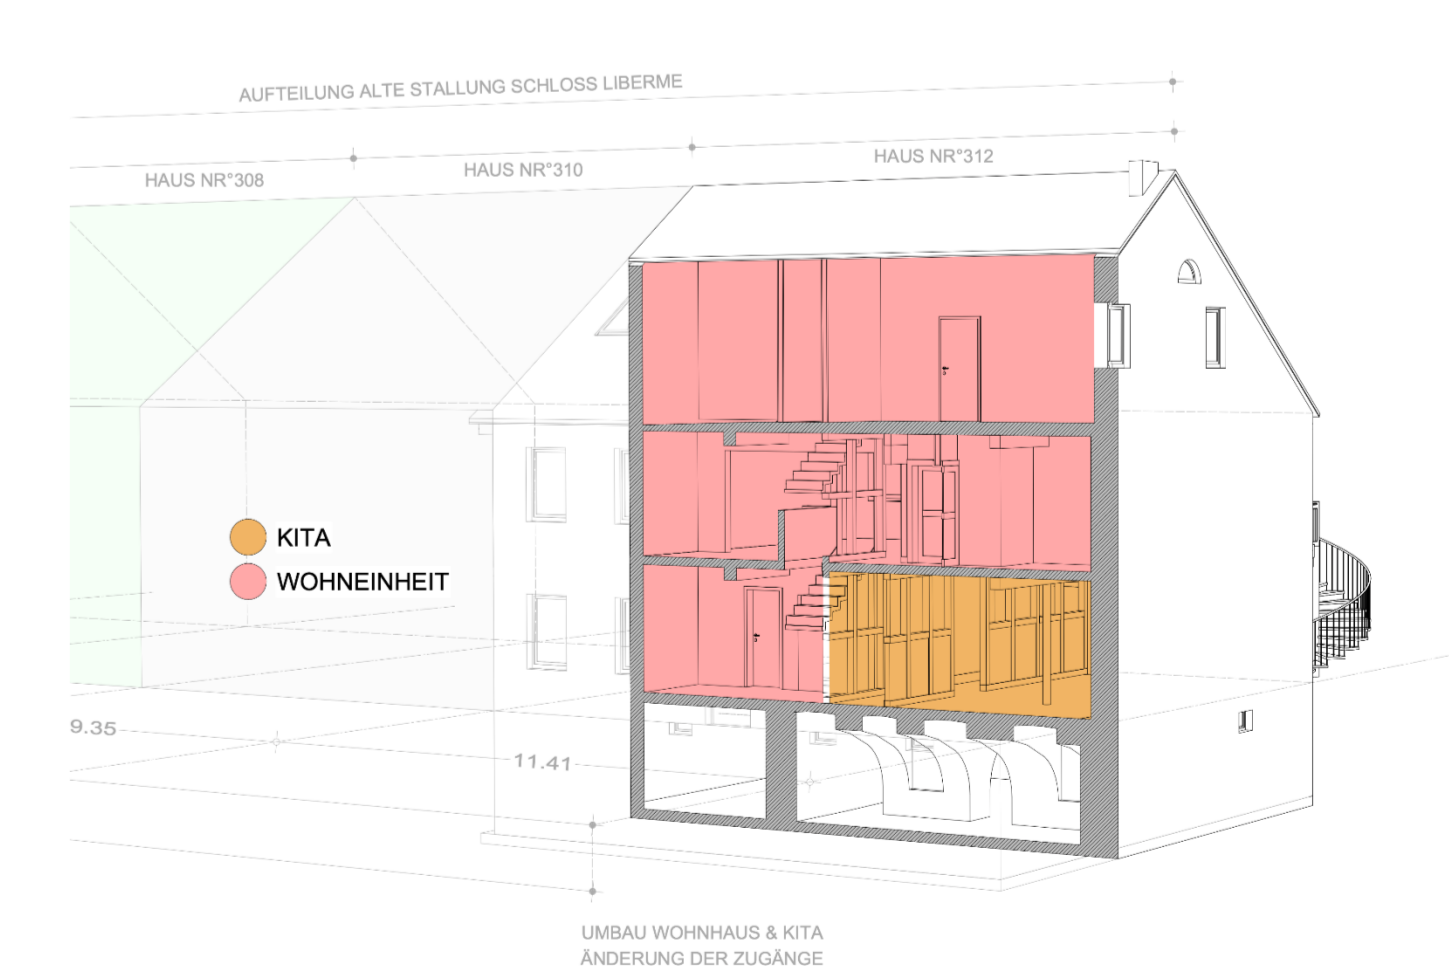 AUFTEILUNG ALTE STALLUNG SCHLOSS LIBERME
HAUS NR°308
HAUS NR°310
HAUS NR°312
KITA
WOHNEINHEIT
9.35
11.41
UMBAU WOHNHAUS & KITA
ÄNDERUNG DER ZUGÄNGE